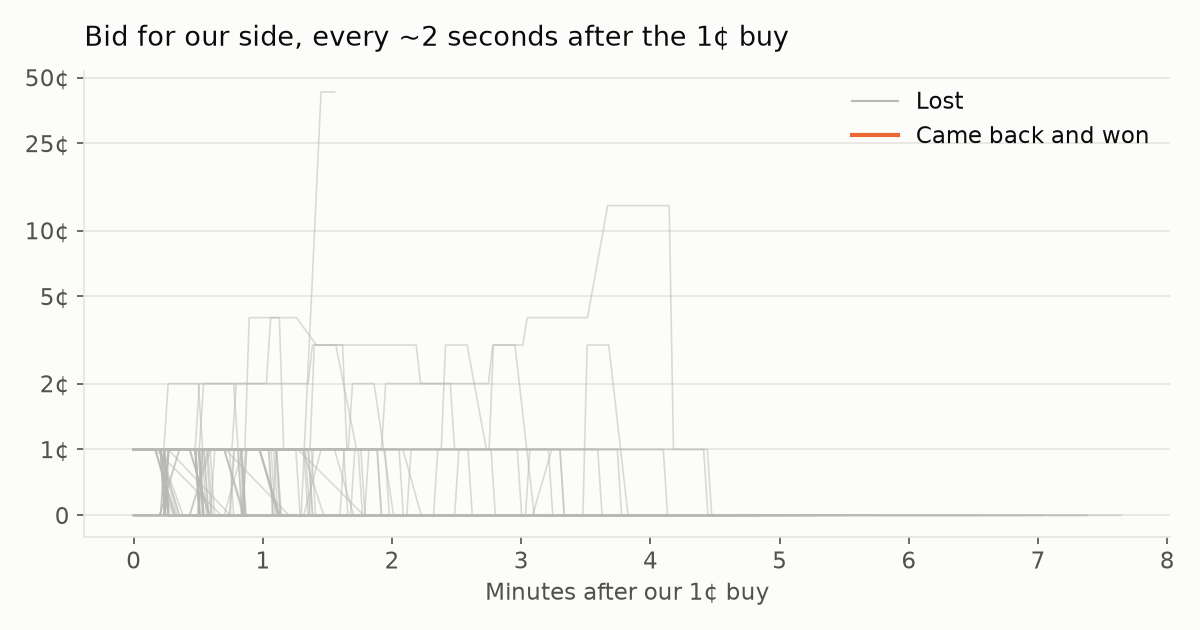 Bid for our side, every ~2 seconds after the 1¢ buy
50¢
25¢
10¢
5¢
2¢
1¢
0
Lost
Came back and won
0 1 2 3 4 5 6 7 8
Minutes after our 1¢ buy